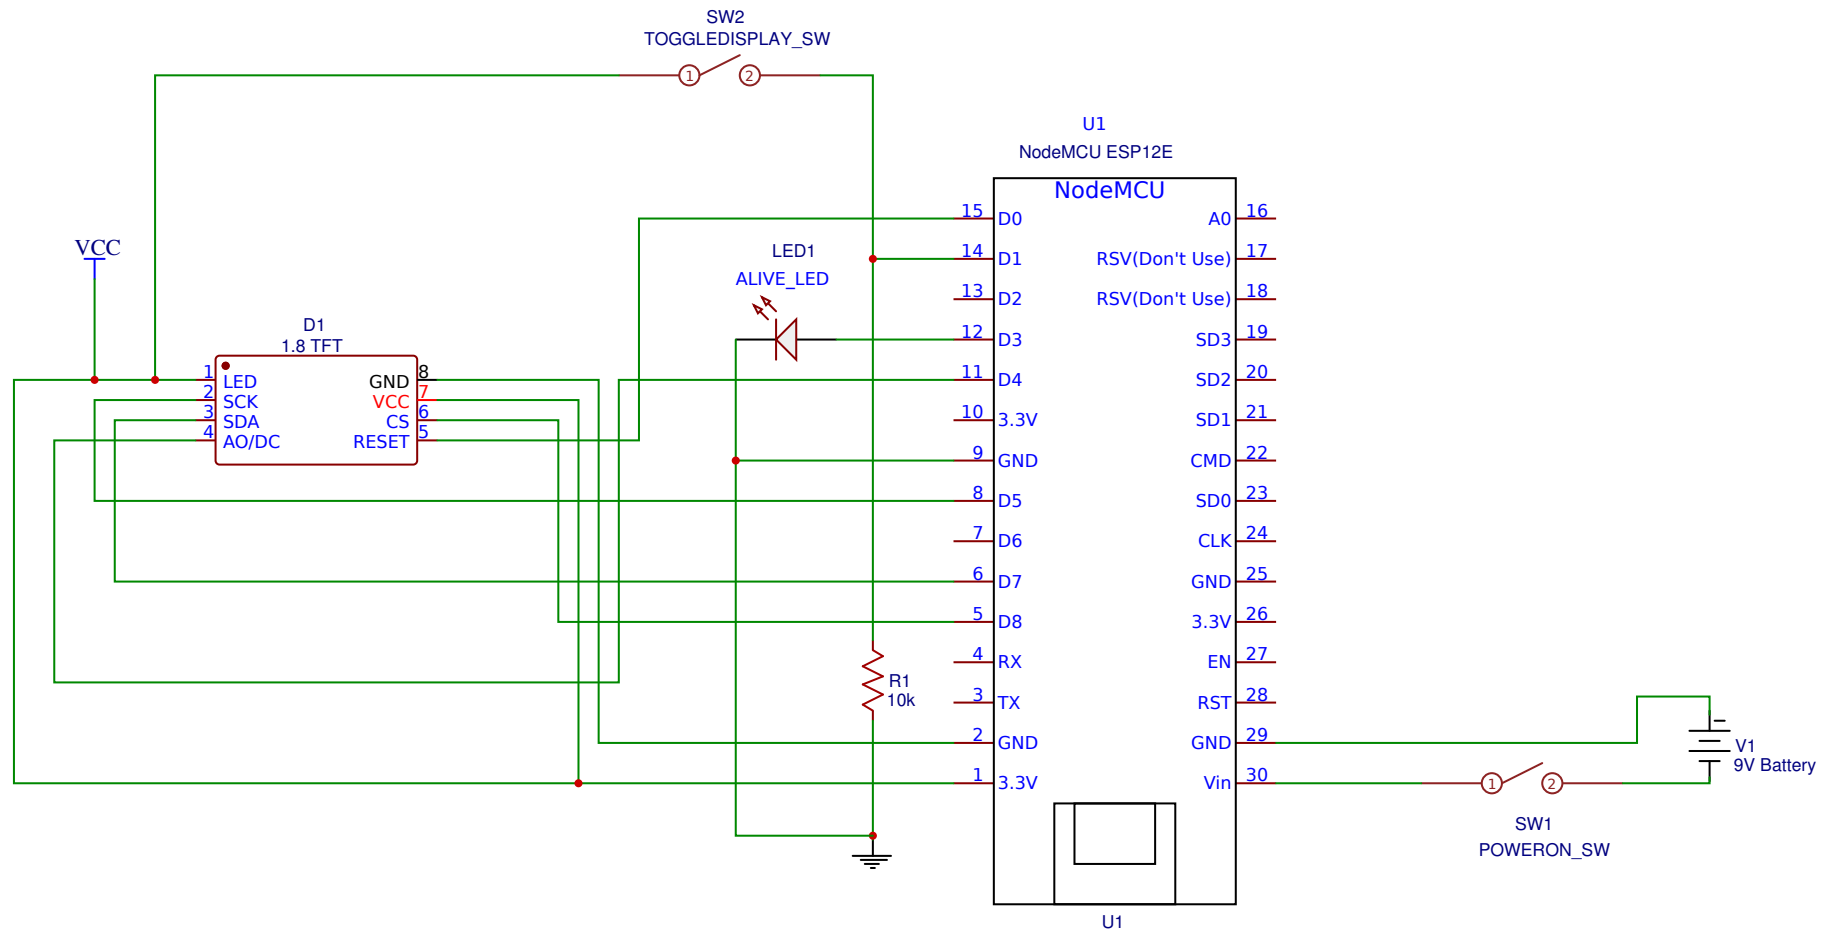 SW2
TOGGLEDISPLAY_SW
1
2
U1
NodeMCU ESP12E
NodeMCU
VCC
LED1
ALIVE_LED
D1
1.8 TFT
1 LED
2 SCK
3 SDA
4 AO/DC
GND 8
VCC 7
CS 6
RESET 5
15 D0
14 D1
13 D2
12 D3
11 D4
10 3.3V
9 GND
8 D5
7 D6
6 D7
5 D8
4 RX
3 TX
2 GND
1 3.3V
A0 16
RSV(Don't Use) 17
RSV(Don't Use) 18
SD3 19
SD2 20
SD1 21
CMD 22
SD0 23
CLK 24
GND 25
3.3V 26
EN 27
RST 28
GND 29
Vin 30
R1
10k
V1
9V Battery
1
2
SW1
POWERON_SW
U1